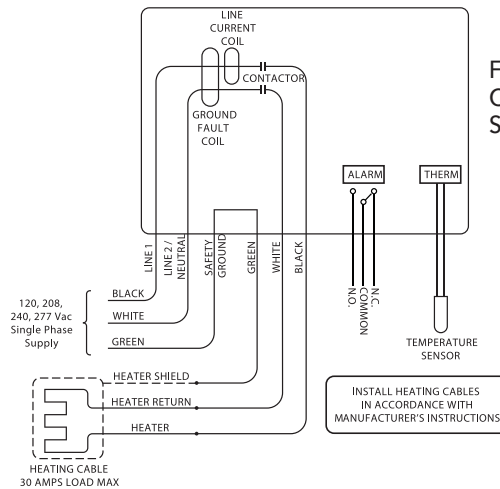 LINE
CURRENT
COIL
CONTACTOR
GROUND
FAULT
COIL
F
C
S
ALARM
THERM
LINE 1
LINE 2 /
NEUTRAL
SAFETY
GROUND
GREEN
WHITE
BLACK
N.O.
COMMON
N.C.
120, 208,
240, 277 Vac
Single Phase
Supply
BLACK
WHITE
GREEN
TEMPERATURE
SENSOR
HEATER SHIELD
HEATER RETURN
HEATER
INSTALL HEATING CABLES
IN ACCORDANCE WITH
MANUFACTURER'S INSTRUCTIONS
HEATING CABLE
30 AMPS LOAD MAX